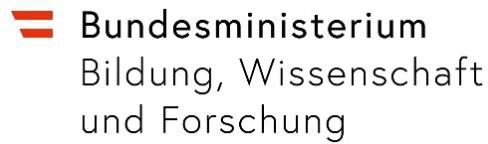 Bundesministerium
Bildung, Wissenschaft
und Forschung